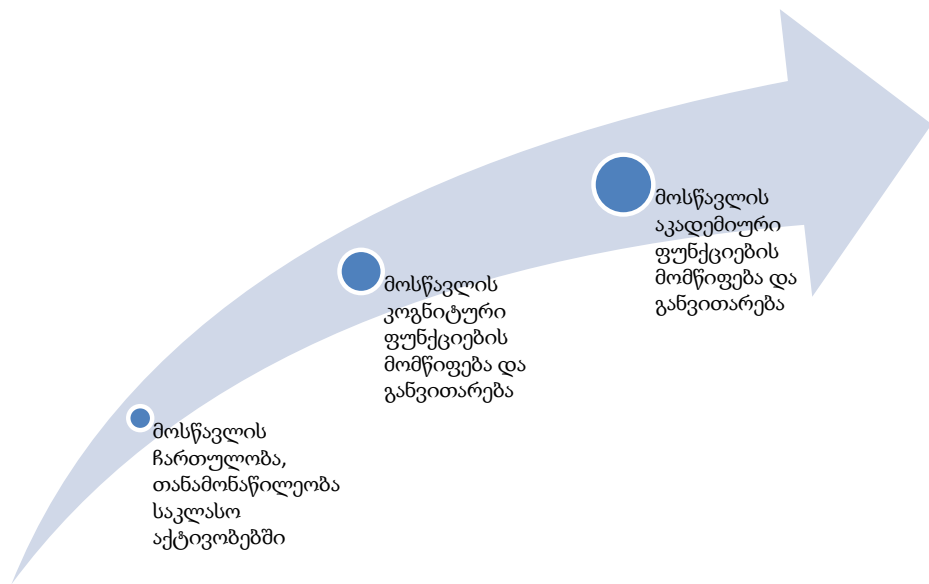 მოსწავლის
ჩართულობა,
თანამონაწილეობა
საკლასო
აქტივობებში
მოსწავლის
კოგნიტური
ფუნქციების
მომწიფება და
განვითარება
მოსწავლის
აკადემიური
ფუნქციების
მომწიფება და
განვითარება